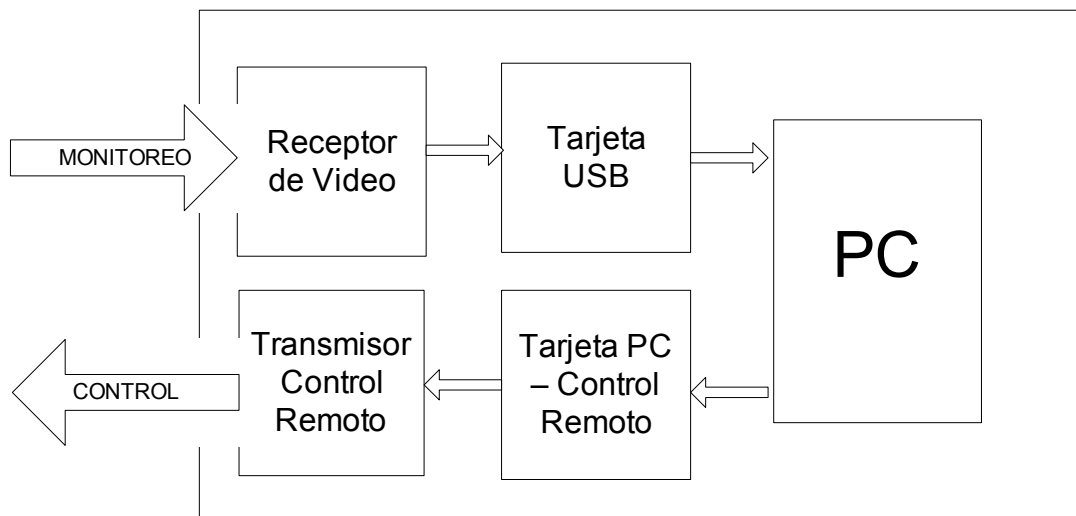 MONITOREO
Receptor
de Video
Tarjeta
USB
PC
CONTROL
Transmisor
Control
Remoto
Tarjeta PC
– Control
Remoto